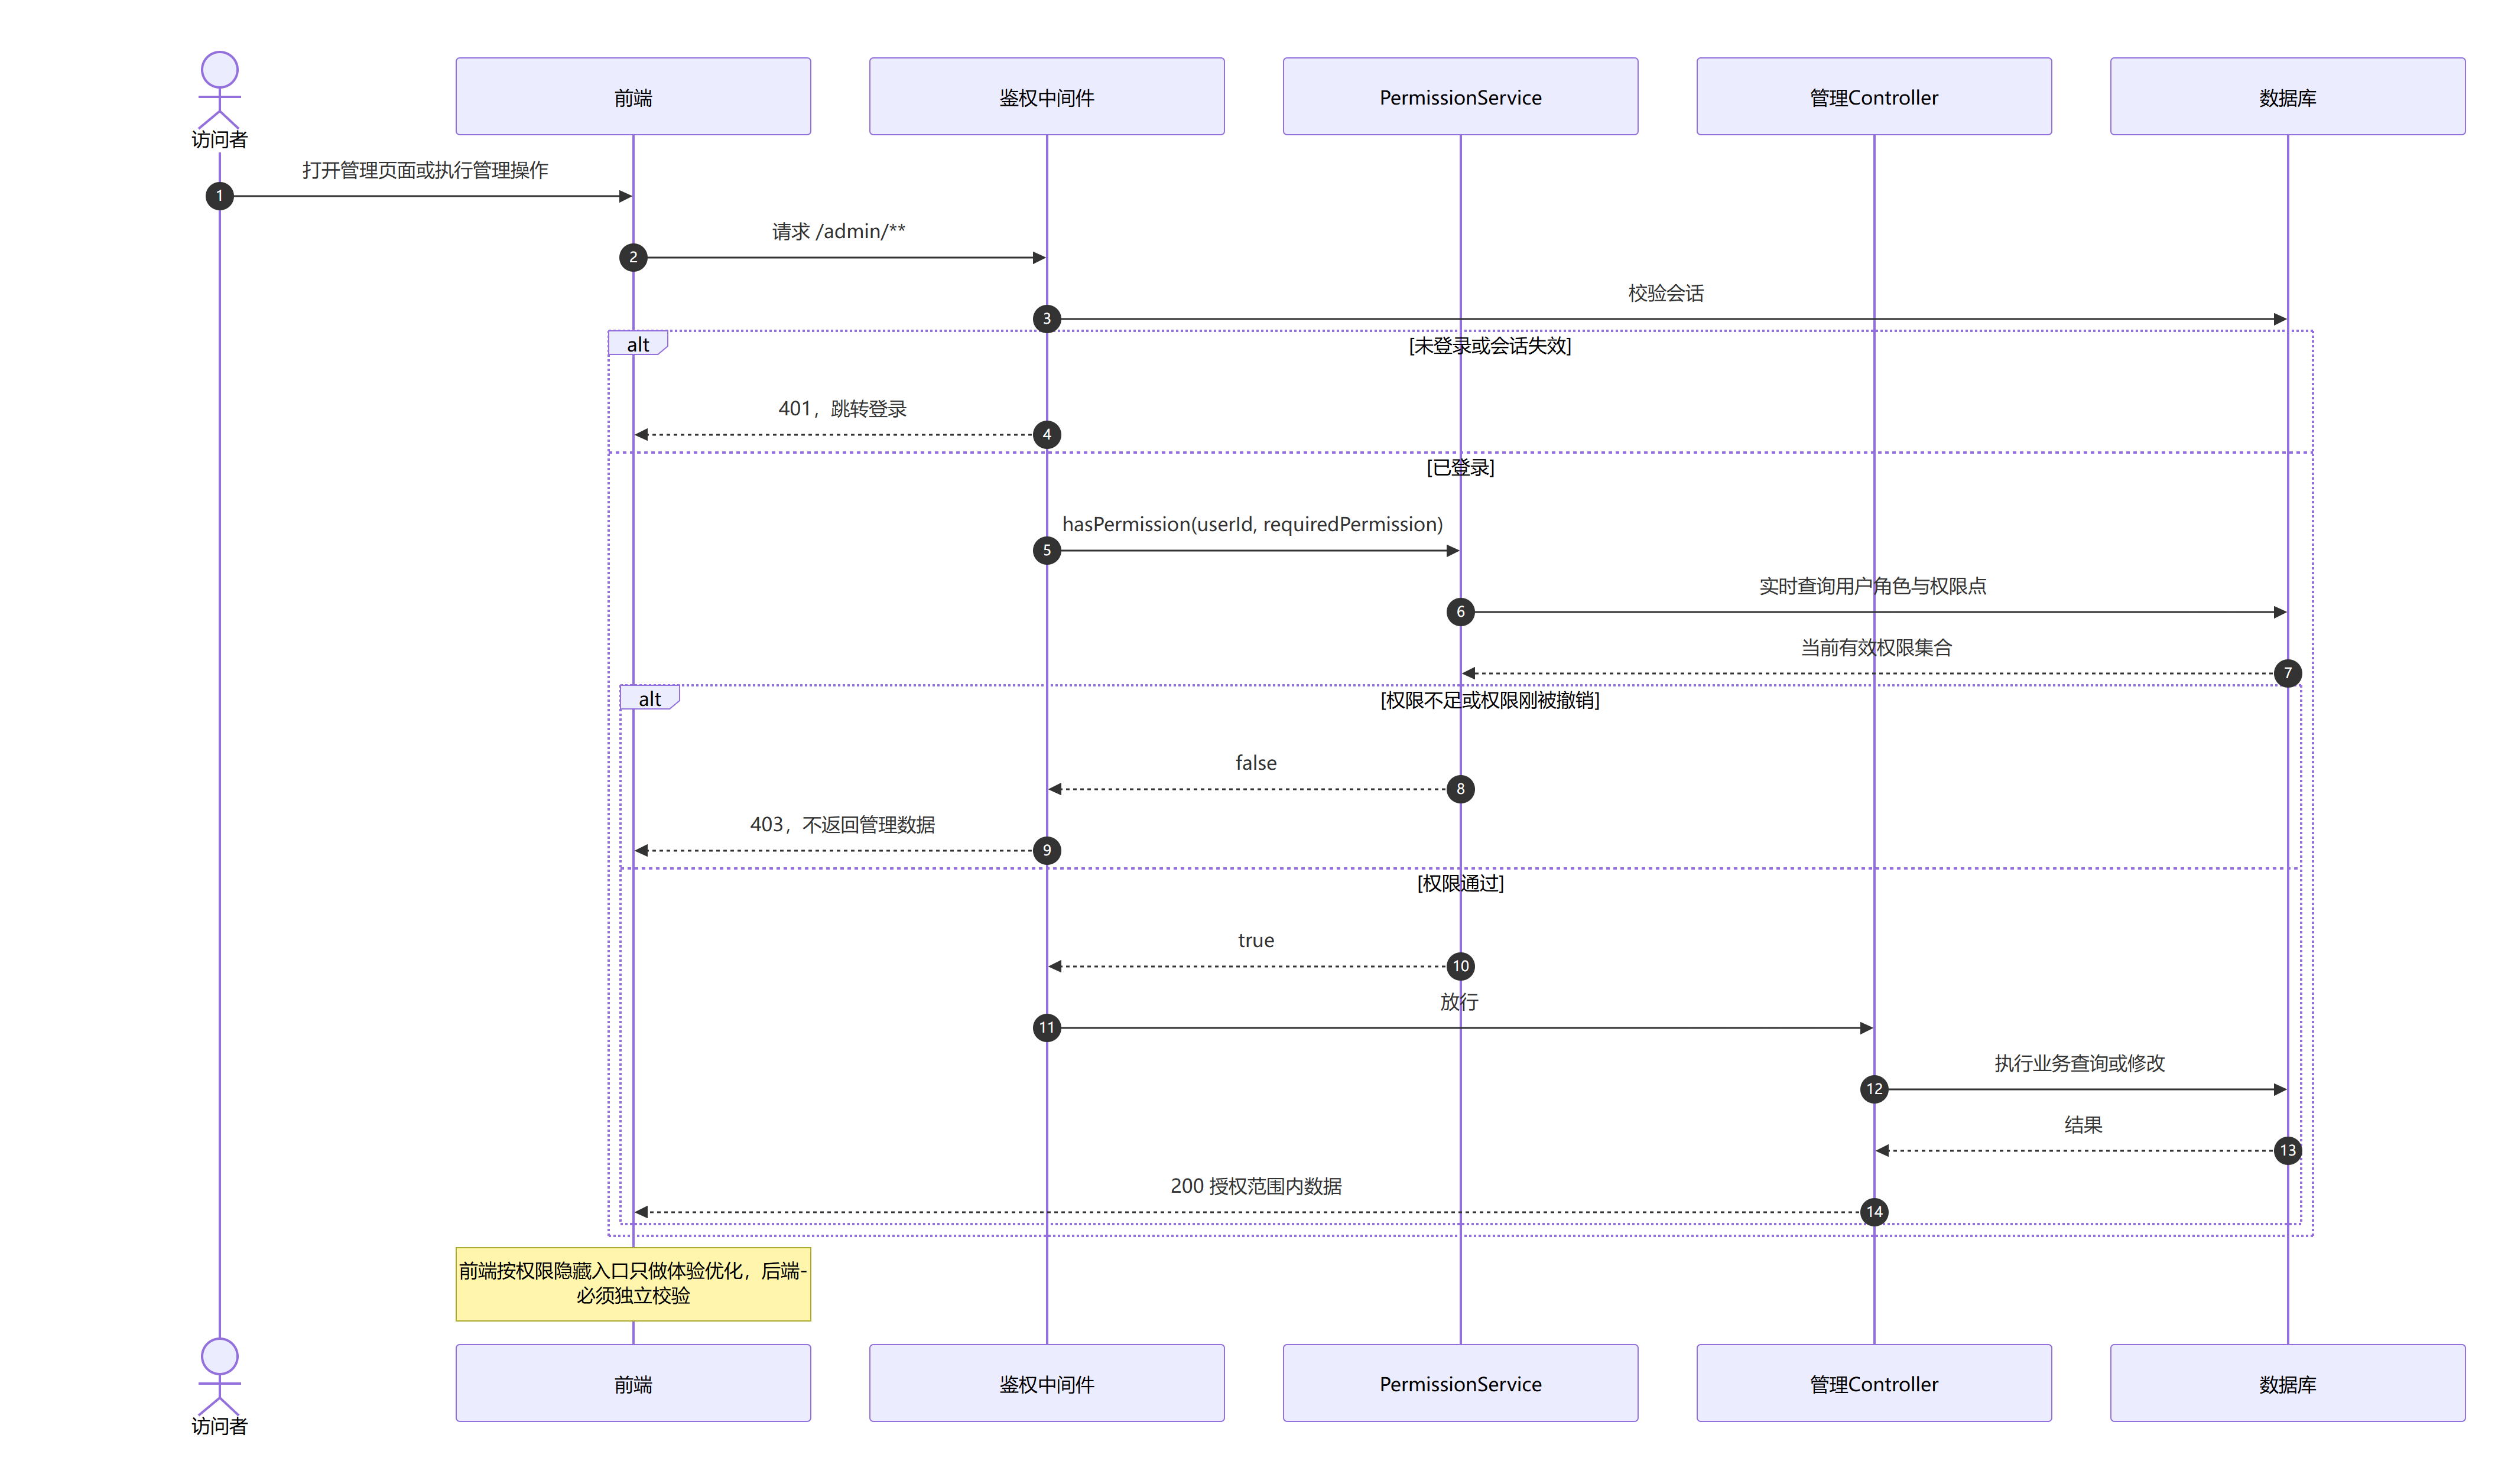 访问者
前端
鉴权中间件
PermissionService
管理Controller
数据库
打开管理页面或执行管理操作
1
请求 /admin/**
2
校验会话
3
alt
[未登录或会话失效]
401，跳转登录
4
[已登录]
hasPermission(userId, requiredPermission)
5
实时查询用户角色与权限点
6
当前有效权限集合
7
alt
[权限不足或权限刚被撤销]
false
8
403，不返回管理数据
9
[权限通过]
true
10
放行
11
执行业务查询或修改
12
结果
13
200 授权范围内数据
14
前端按权限隐藏入口只做体验优化，后端-
必须独立校验
访问者
前端
鉴权中间件
PermissionService
管理Controller
数据库